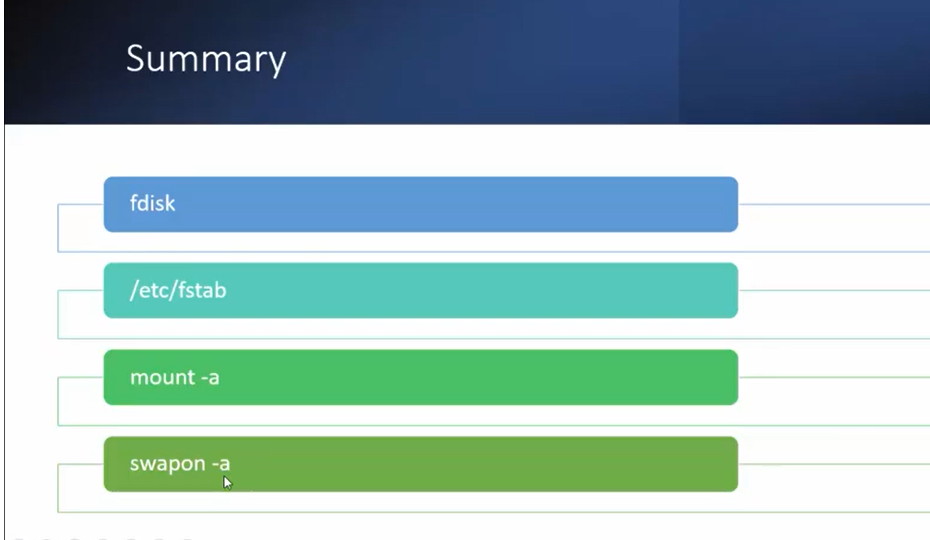 Summary
fdisk
/etc/fstab
mount -a
swapon -a